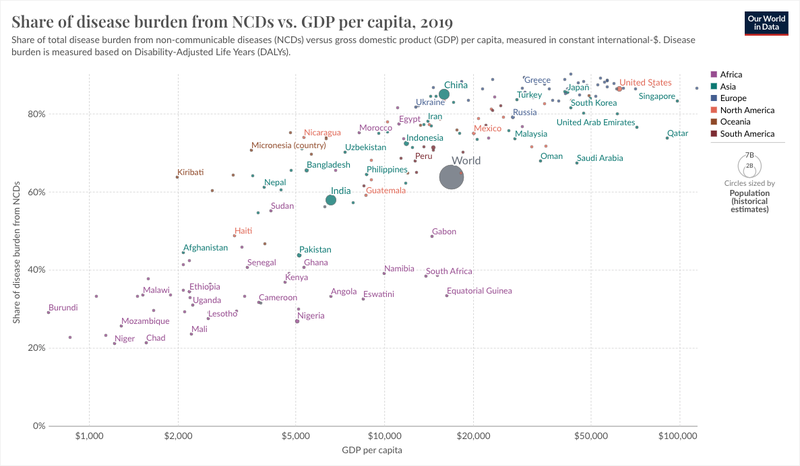 Share of disease burden from NCDs vs. GDP per capita, 2019
Our World
in Data
Share of total disease burden from non-communicable diseases (NCDs) versus gross domestic product (GDP) per capita, measured in constant international-$. Disease
burden is measured based on Disability-Adjusted Life Years (DALYs).
Share of disease burden from NCDs
80%
60%
40%
20%
0%
China
Greece
Japan
United States
Ukraine
Turkey
South Korea
Singapore
Egypt
Iran
Russia
United Arab Emirates
Nicaragua
Morocco
Indonesia
Mexico
Malaysia
Qatar
Micronesia (country)
Uzbekistan
Peru
World
Oman
Saudi Arabia
Kiribati
Bangladesh
Philippines
Nepal
India
Guatemala
Sudan
Haiti
Gabon
Afghanistan
Pakistan
Senegal
Ghana
Namibia
South Africa
Kenya
Malawi
Ethiopia
Angola
Eswatini
Equatorial Guinea
Burundi
Uganda
Cameroon
Mozambique
Lesotho
Nigeria
Mali
Niger
Chad
$1,000
$2,000
$5,000
$10,000
$20,000
$50,000
$100,000
GDP per capita
Africa
Asia
Europe
North America
Oceania
South America
7B
2B
Circles sized by
Population
(historical
estimates)